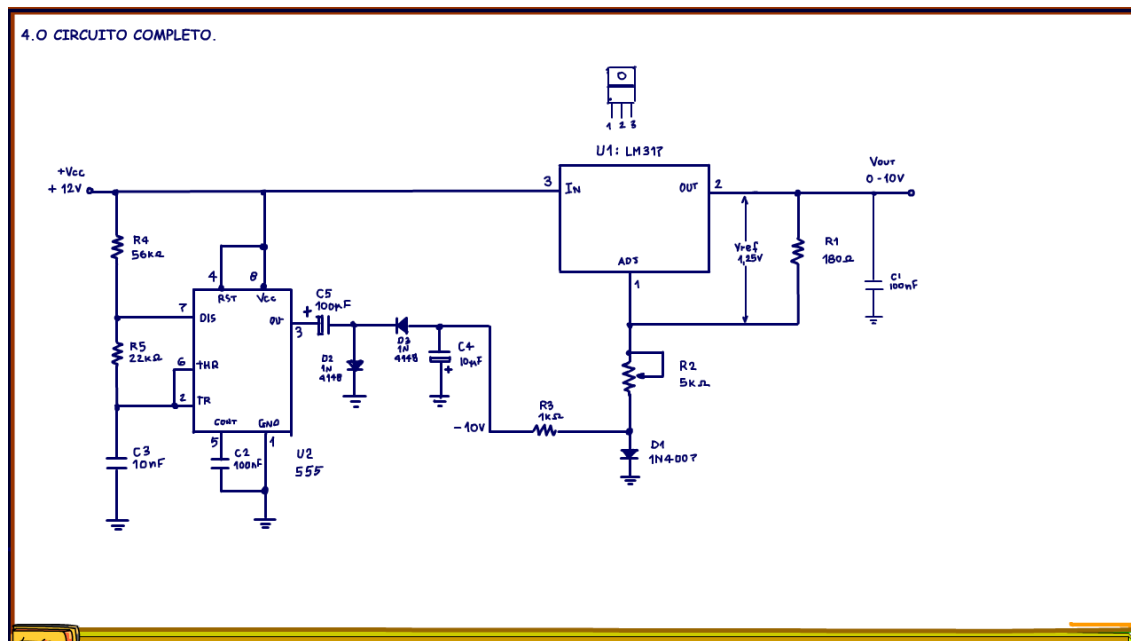 4.O CIRCUITO COMPLETO.
1 2 3
U1: LM317
+Vcc
+ 12V
3
IN
OUT
2
Vout
0-10V
ADJ
1
Vref
1,25V
R1
180Ω
C1
100nF
R4
56kΩ
4
8
RST
Vcc
7
DIS
OU
3
C5
100µF
R5
22kΩ
6
THR
2
TR
D2
1N
4148
D3
1N
4148
C4
10µF
+
R2
5kΩ
R3
1kΩ
-10V
D1
1N4007
CONT
GND
5
1
C3
10nF
C2
100nF
U2
555